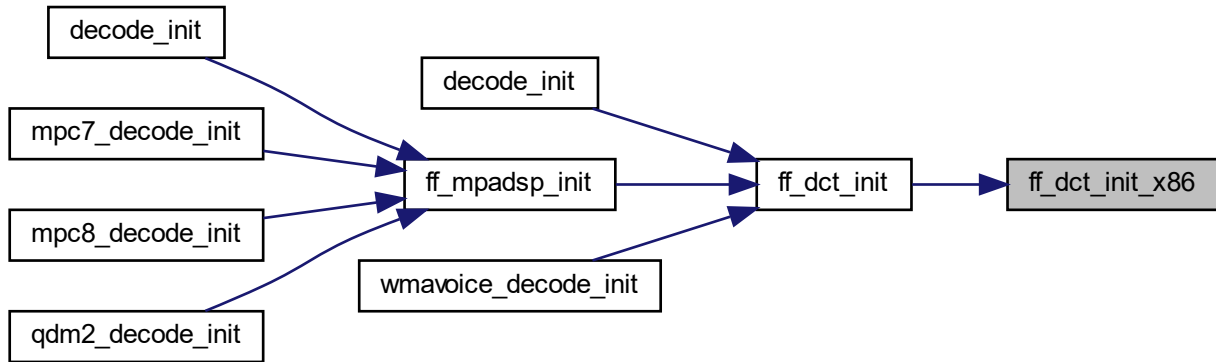 decode_init
mpc7_decode_init
mpc8_decode_init
qdm2_decode_init
ff_mpadsp_init
decode_init
wmavoice_decode_init
ff_dct_init
ff_dct_init_x86